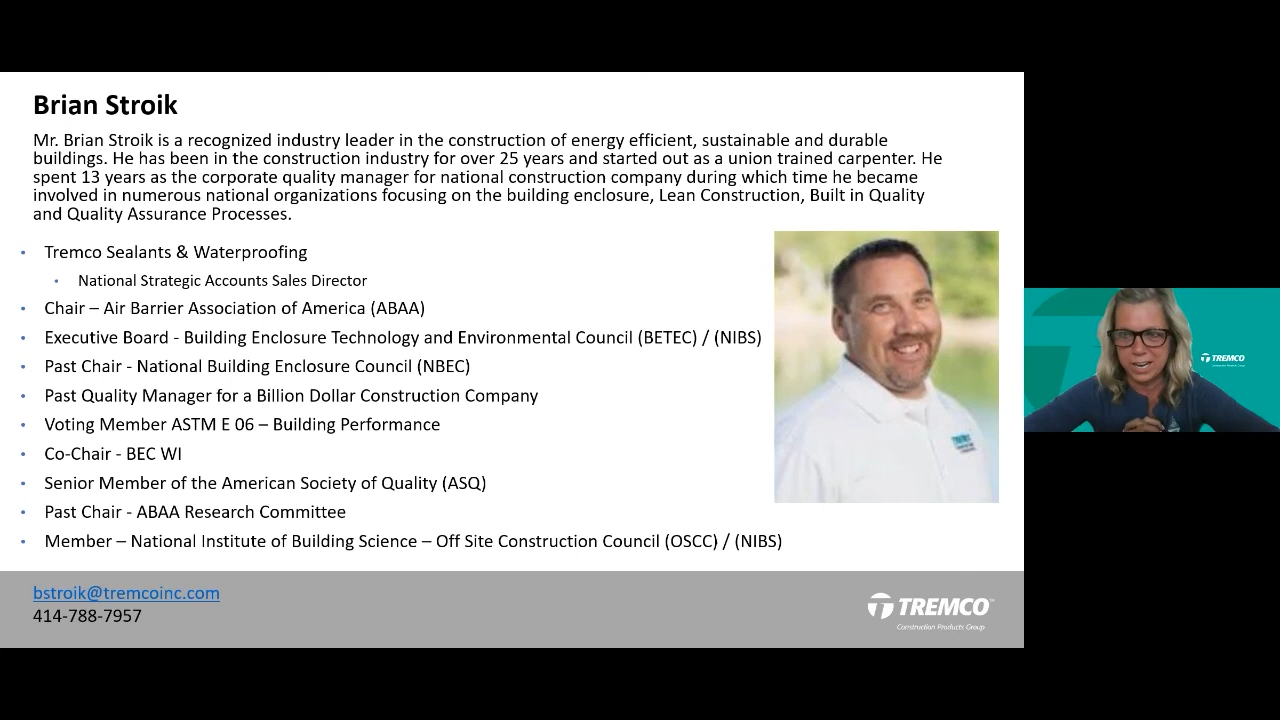 Brian Stroik
Mr. Brian Stroik is a recognized industry leader in the construction of energy efficient, sustainable and durable
buildings. He has been in the construction industry for over 25 years and started out as a union trained carpenter. He
spent 13 years as the corporate quality manager for national construction company during which time he became
involved in numerous national organizations focusing on the building enclosure, Lean Construction, Built in Quality
and Quality Assurance Processes.
• Tremco Sealants & Waterproofing
• National Strategic Accounts Sales Director
• Chair – Air Barrier Association of America (ABAA)
• Executive Board - Building Enclosure Technology and Environmental Council (BETEC) / (NIBS)
• Past Chair - National Building Enclosure Council (NBEC)
• Past Quality Manager for a Billion Dollar Construction Company
• Voting Member ASTM E 06 – Building Performance
• Co-Chair - BEC WI
• Senior Member of the American Society of Quality (ASQ)
• Past Chair - ABAA Research Committee
• Member – National Institute of Building Science – Off Site Construction Council (OSCC) / (NIBS)
bstroik@tremcoinc.com
414-788-7957
TREMCO™
Construction Products Group
TREMCO